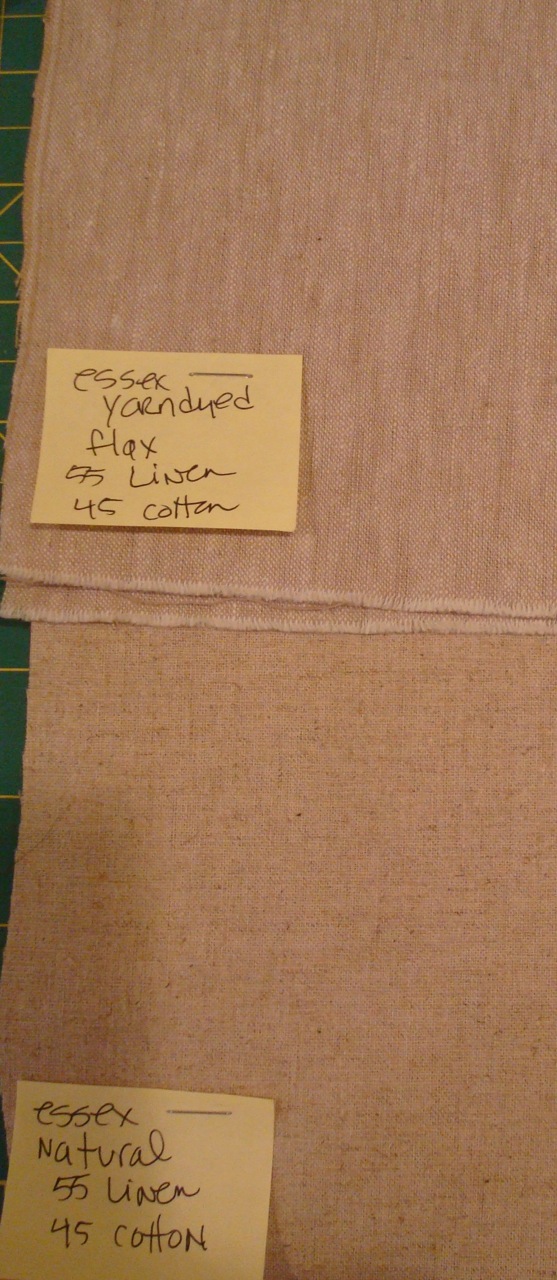 essex
Yarndyed
flax
55 Linen
45 cotton
essex
Natural
55 Linen
45 COTTON